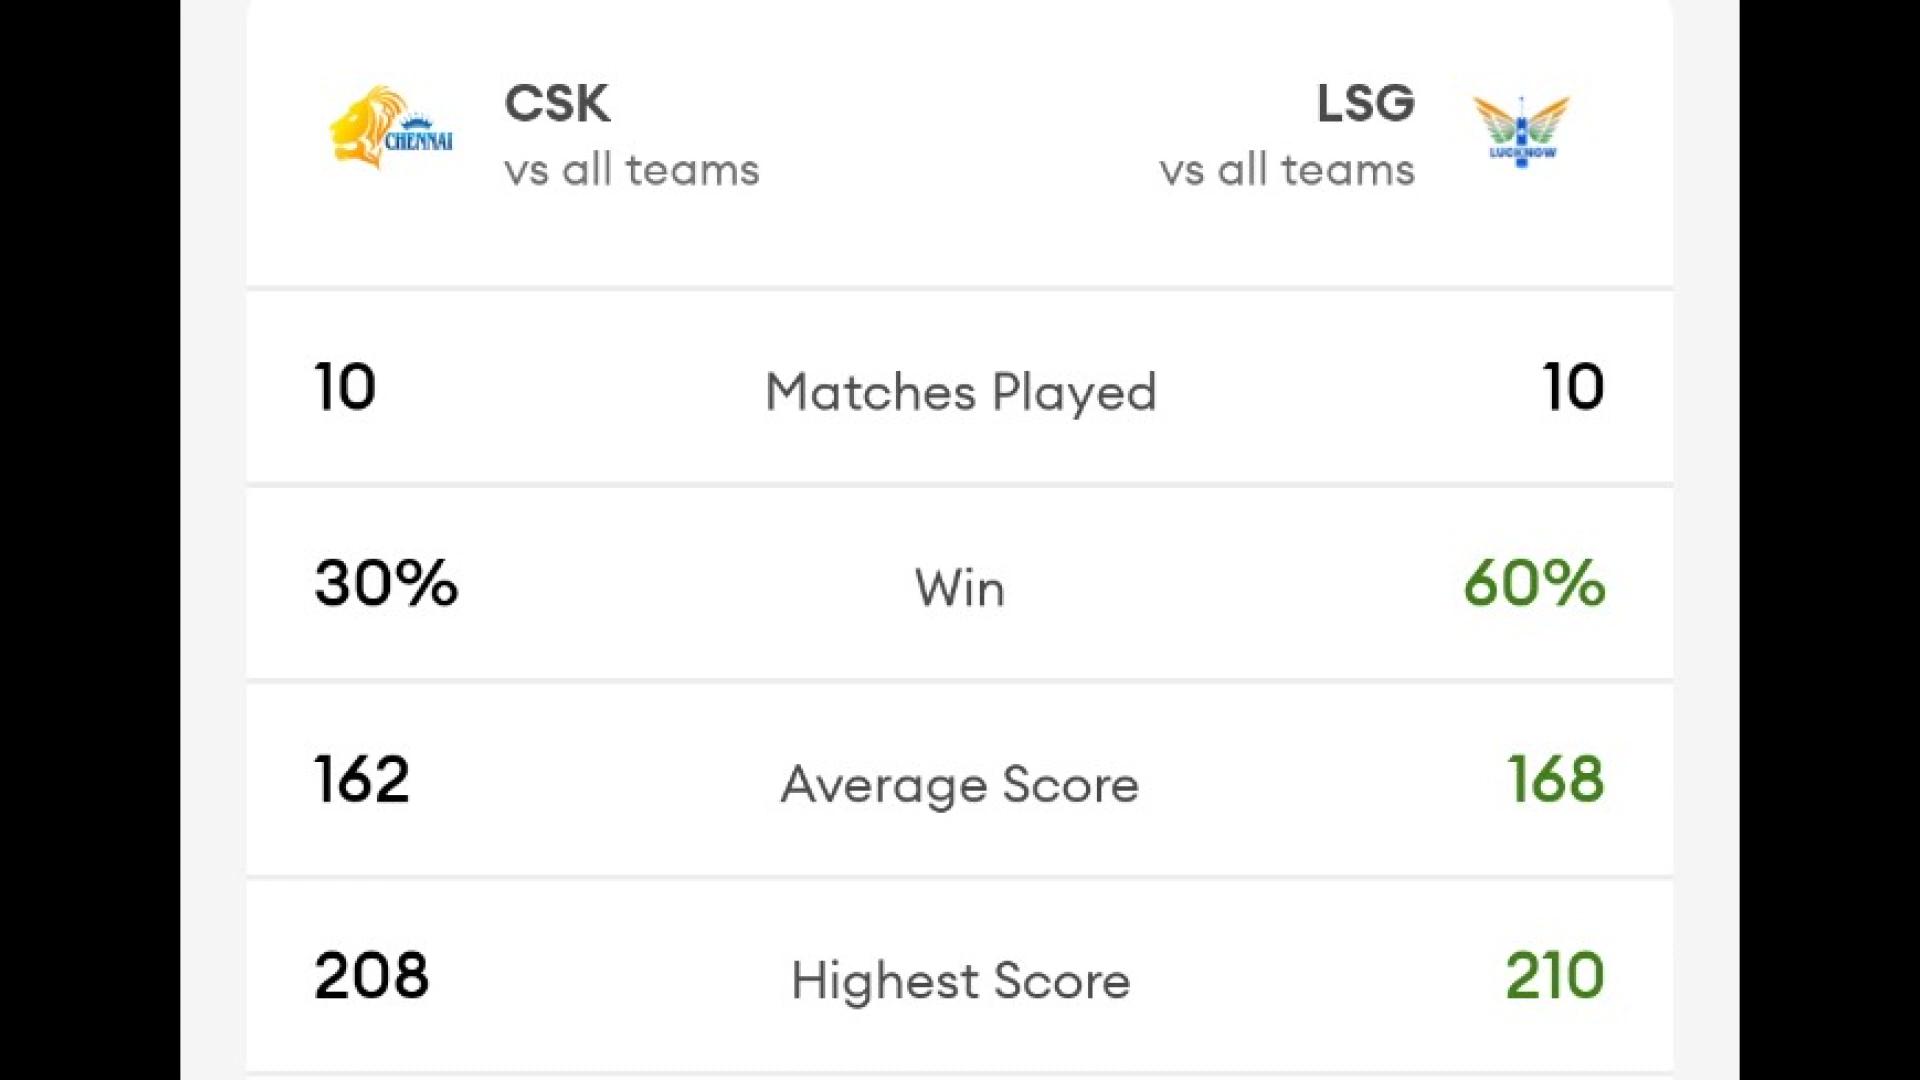 CSK
vs all teams
LSG
vs all teams
CHENNAI
LUCKNOW
10 Matches Played 10
30% Win 60%
162 Average Score 168
208 Highest Score 210